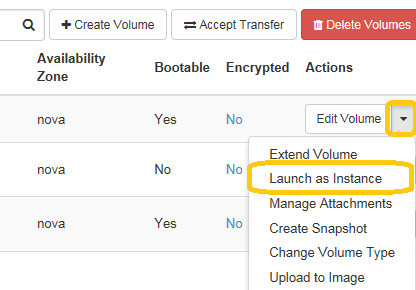 Create Volume Accept Transfer Delete Volumes
Availability Zone Bootable Encrypted Actions
nova Yes No Edit Volume
Extend Volume
nova No No Launch as Instance
Manage Attachments
nova Yes No Create Snapshot
Change Volume Type
Upload to Image